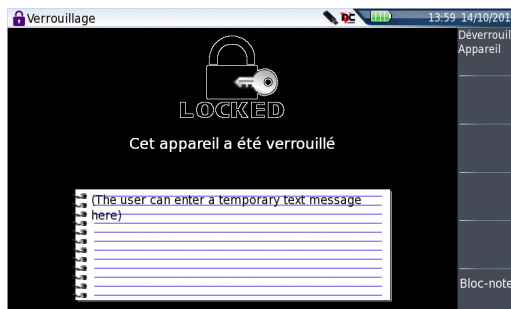 Verrouillage
13:59 14/10/201
Déverrouil
Appareil
LOCKED
Cet appareil a été verrouillé
(The user can enter a temporary text message
here)
Bloc-note